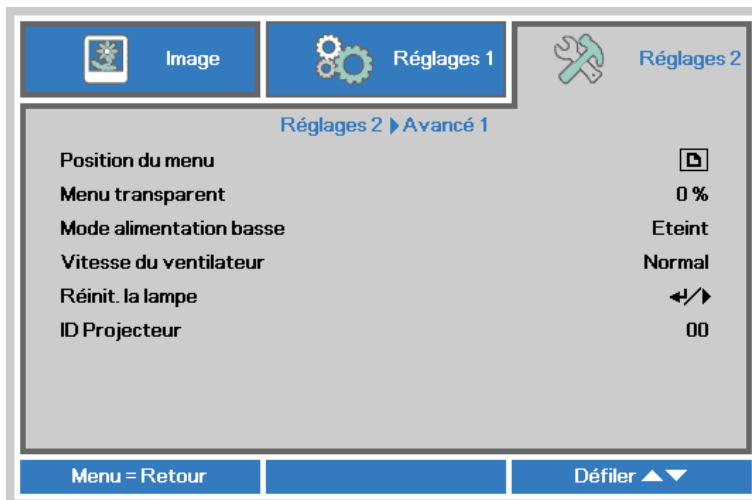 Image
Réglages 1
Réglages 2
Réglages 2 Avancé 1
Position du menu
Menu transparent 0 %
Mode alimentation basse Eteint
Vitesse du ventilateur Normal
Réinit. la lampe
ID Projecteur 00
Menu = Retour
Défiler